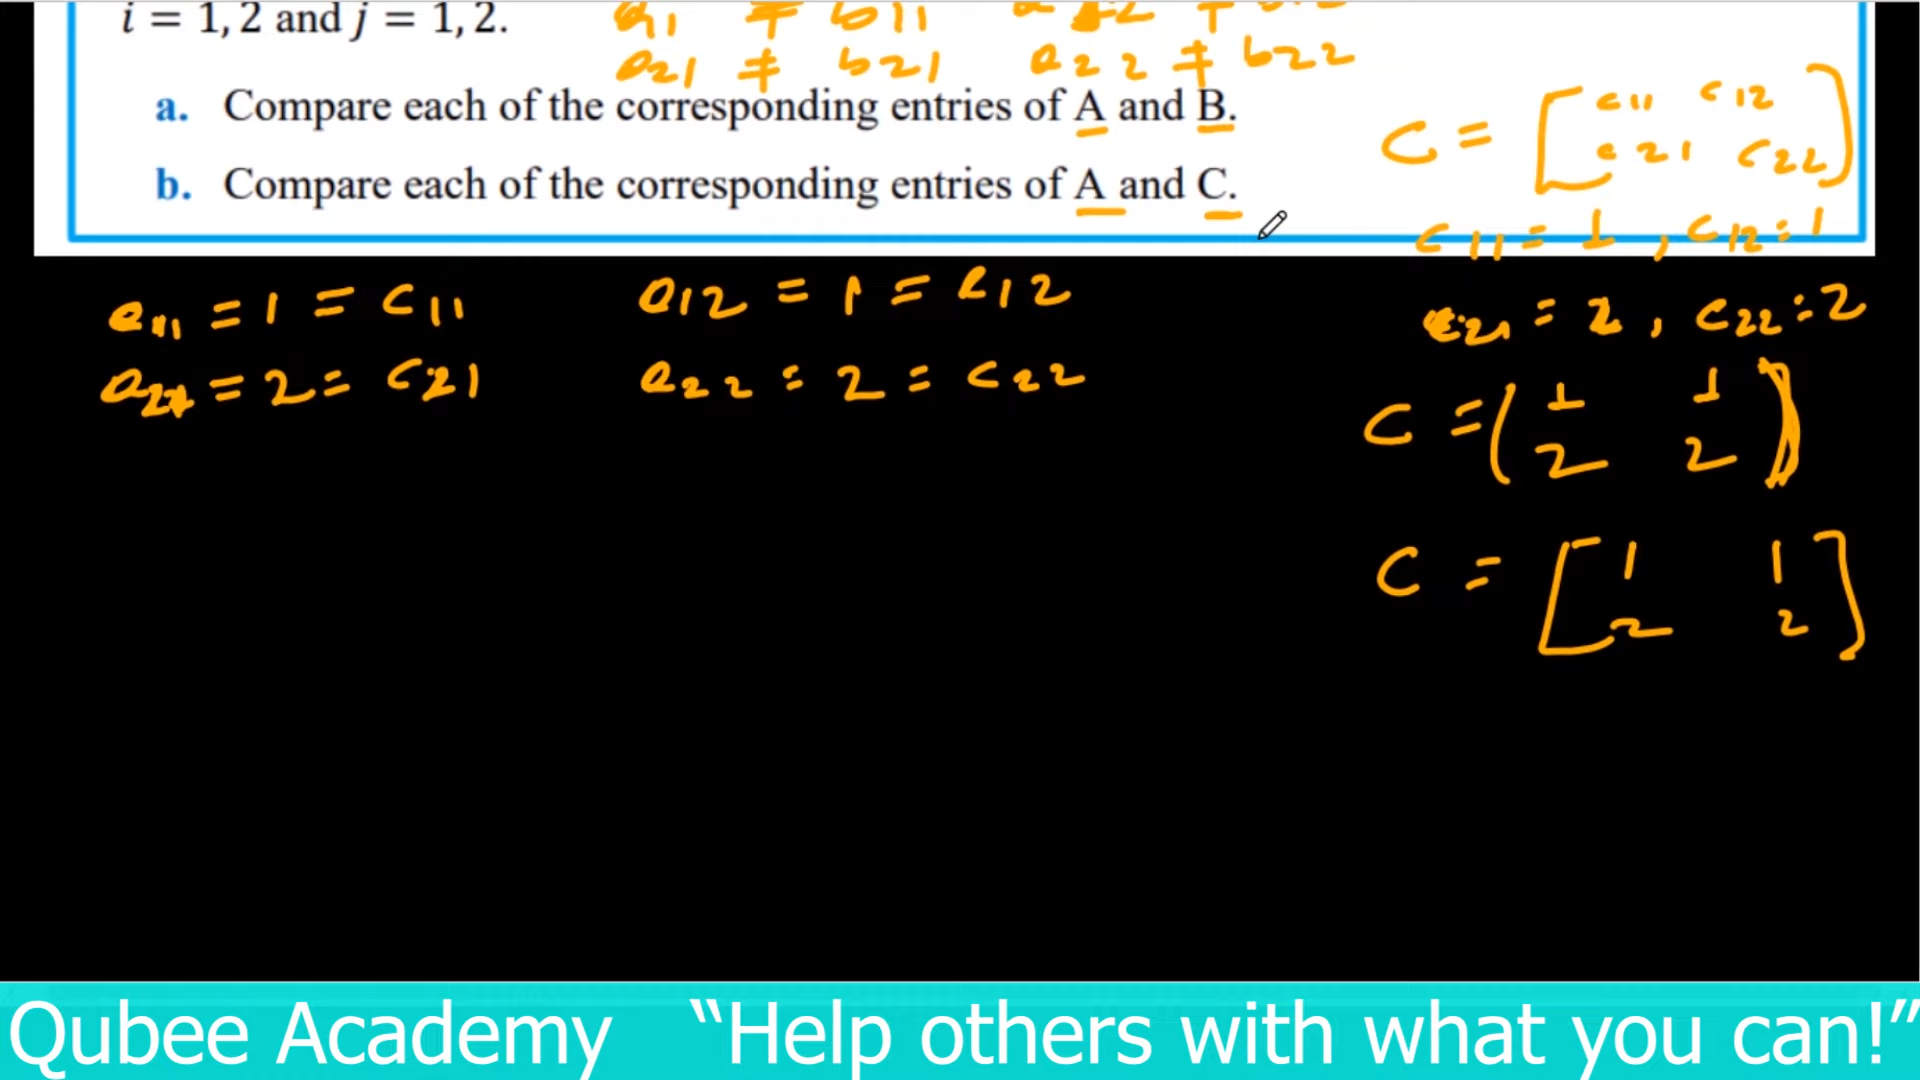 i = 1, 2 and j = 1, 2.
a21 ≠ b21 a22 ≠ b22
a. Compare each of the corresponding entries of A and B.
b. Compare each of the corresponding entries of A and C.
C = [c11 c12
c21 c22]
c11 = 1, c12 = 1
c21 = 2, c22 = 2
a11 = 1 = c11 a12 = 1 = c12
a21 = 2 = c21 a22 = 2 = c22
C = (1 1
2 2)
C = [1 1
2 2]
Qubee Academy “Help others with what you can!”